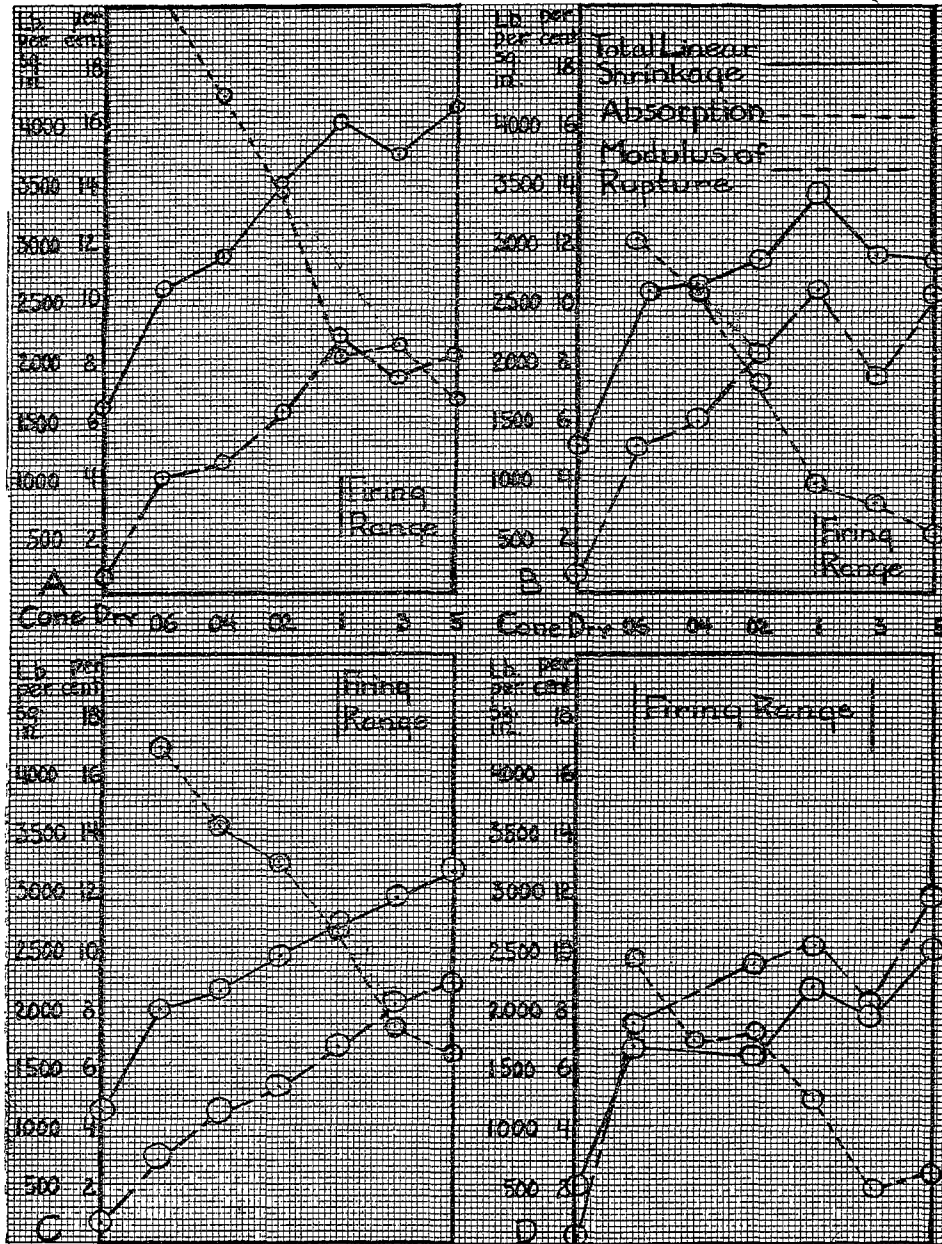 Lb. per
per cent
sq.
in.
18
4000 16
3500 14
3000 12
2500 10
2000 8
1500 6
1000 4
500 2
A
Firing
Range
Cone Dry 06 04 02 1 3 5
Lb. per
per cent
sq.
in.
18
4000 16
3500 14
3000 12
2500 10
2000 8
1500 6
1000 4
500 2
B
Total Linear
Shrinkage
Absorption
Modulus of
Rupture
Firing
Range
Cone Dry 06 04 02 1 3 5
Lb. per
per cent
sq.
in.
18
4000 16
3500 14
3000 12
2500 10
2000 8
1500 6
1000 4
500 2
C
Firing
Range
Lb. per
per cent
sq.
in.
18
4000 16
3500 14
3000 12
2500 10
2000 8
1500 6
1000 4
500 2
D
Firing Range